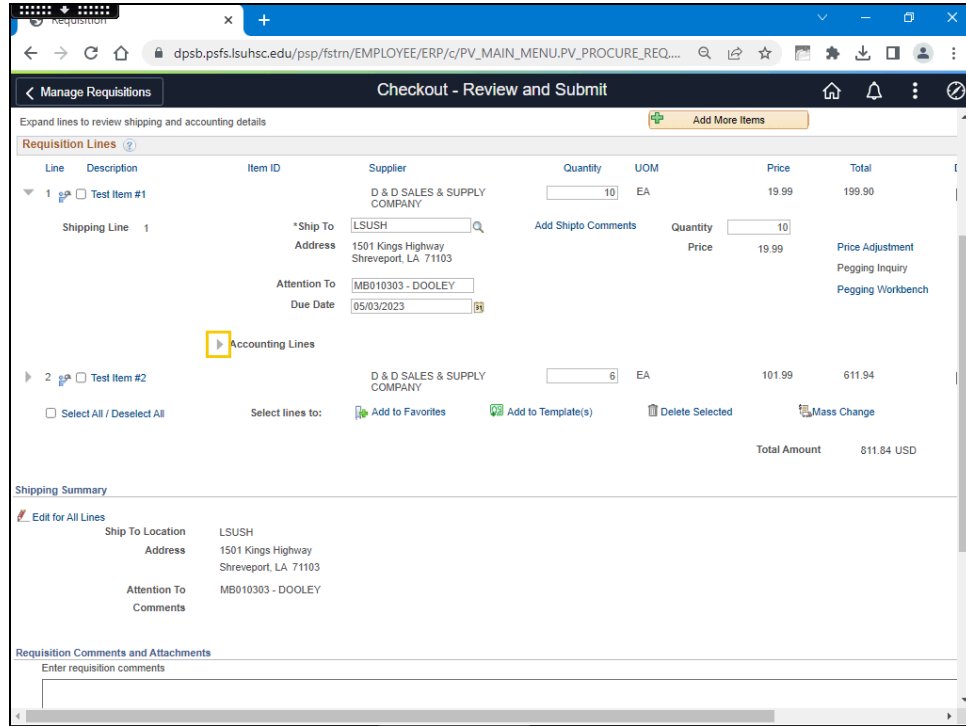 Requisition
dpsb.psfs.lsuhsc.edu/psp/fstrn/EMPLOYEE/ERP/c/PV_MAIN_MENU.PV_PROCURE_REQ....
Manage Requisitions
Checkout - Review and Submit
Expand lines to review shipping and accounting details
Add More Items
Requisition Lines ?
Line Description Item ID Supplier Quantity UOM Price Total
1 Test Item #1 D & D SALES & SUPPLY COMPANY 10 EA 19.99 199.90
Shipping Line 1 *Ship To LSUSH Add Shipto Comments Quantity 10
Address 1501 Kings Highway Price 19.99 Price Adjustment
Shreveport, LA 71103
Pegging Inquiry
Attention To MB010303 - DOOLEY Pegging Workbench
Due Date 05/03/2023 31
Accounting Lines
2 Test Item #2 D & D SALES & SUPPLY COMPANY 6 EA 101.99 611.94
Select All / Deselect All Select lines to: Add to Favorites Add to Template(s) Delete Selected Mass Change
Total Amount 811.84 USD
Shipping Summary
Edit for All Lines
Ship To Location LSUSH
Address 1501 Kings Highway
Shreveport, LA 71103
Attention To MB010303 - DOOLEY
Comments
Requisition Comments and Attachments
Enter requisition comments